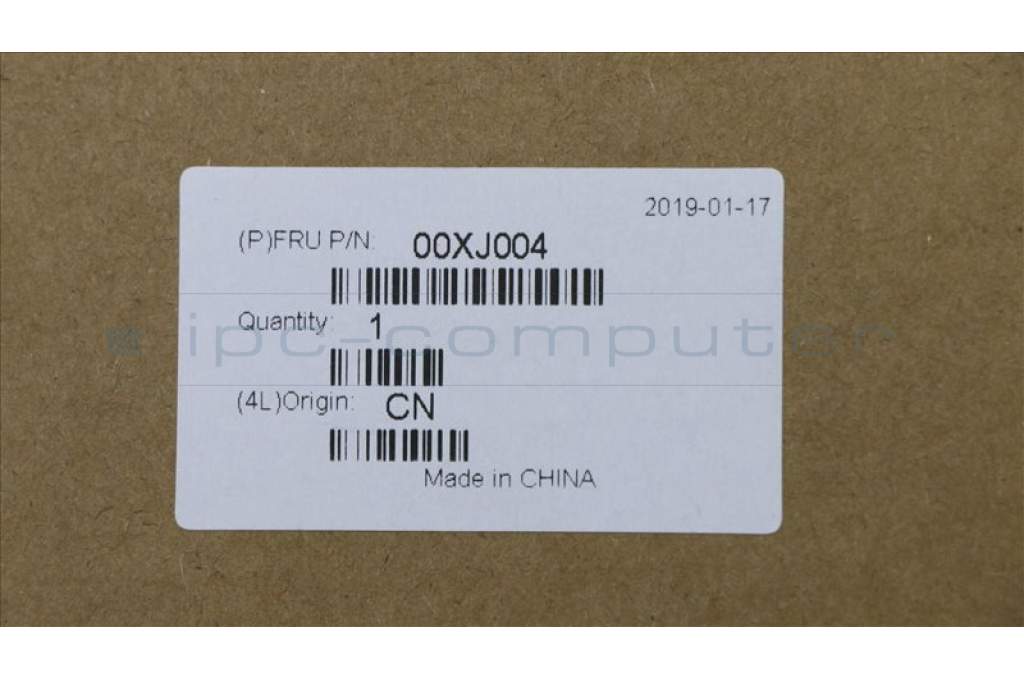 2019-01-17
(P)FRU P/N: 00XJ004
Quantity: 1
ipc-computer
(4L)Origin: CN
Made in CHINA